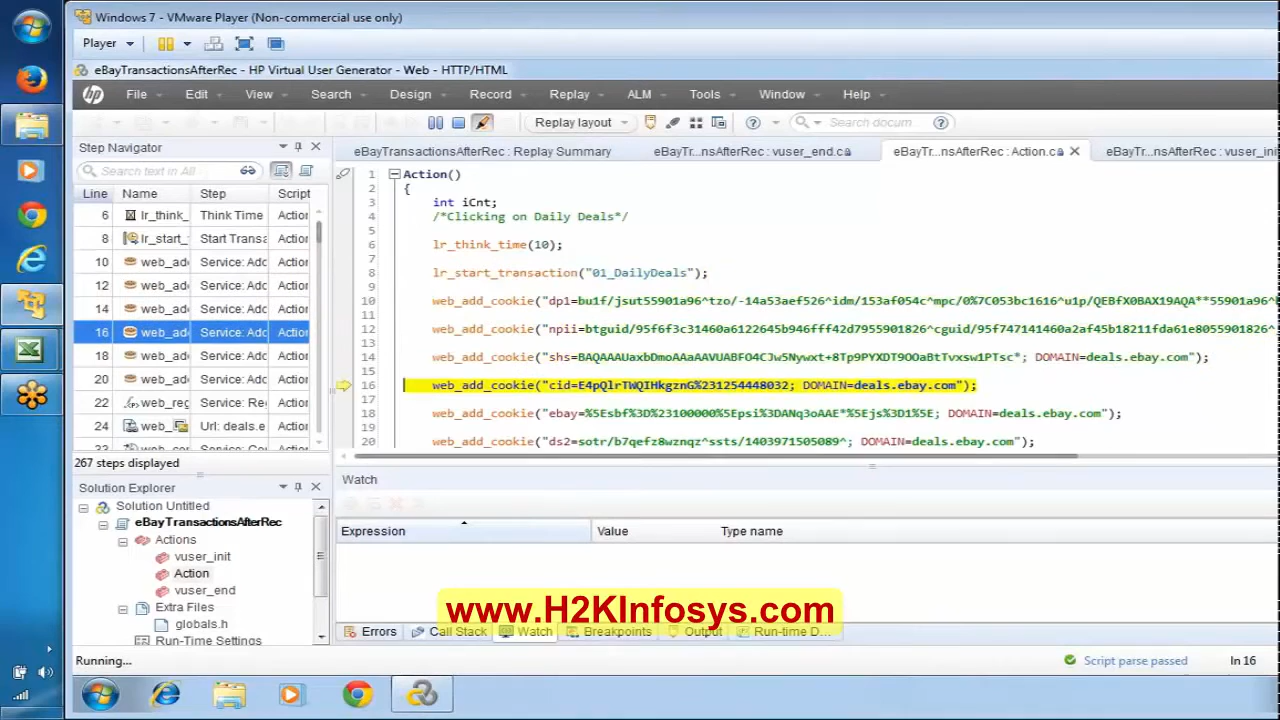 Windows 7 - VMware Player (Non-commercial use only)
Player
eBayTransactionsAfterRec - HP Virtual User Generator - Web - HTTP/HTML
hp File Edit View Search Design Record Replay ALM Tools Window Help
Replay layout Search docum
Step Navigator
eBayTransactionsAfterRec : Replay Summary eBayTr...nsAfterRec : vuser_end.c eBayTr...nsAfterRec : Action.c eBayTr...nsAfterRec : vuser_ini
Search text in All
Line Name Step Script
6 lr_think_ Think Time Action
8 lr_start_ Start Transa Action
10 web_ad Service: Adc Action
12 web_ad Service: Adc Action
14 web_ad Service: Adc Action
16 web_ad Service: Adc Action
18 web_ad Service: Adc Action
20 web_ad Service: Adc Action
22 web_re Service: Reg Action
24 web_ Url: deals.e Action
267 steps displayed
1 Action()
2 {
3 int iCnt;
4 /*Clicking on Daily Deals*/
5
6 lr_think_time(10);
7
8 lr_start_transaction("01_DailyDeals");
9
10 web_add_cookie("dp1=bu1f/jsut55901a96^tzo/-14a53aef526^idm/153af054c^mpc/0%7C053bc1616^u1p/QEBfX0BAX19AQA**55901a96^
11
12 web_add_cookie("npii=btguid/95f6f3c31460a6122645b946fff42d7955901826^cguid/95f747141460a2af45b18211fda61e8055901826^
13
14 web_add_cookie("shs=BAQAAAUaxbDmoAAaAAVUABFO4CJw5Nywxt+8Tp9PYXDT9OOaBtTvxsw1PTsc*; DOMAIN=deals.ebay.com");
15
16 web_add_cookie("cid=E4pQlrTWQIHkgznG%231254448032; DOMAIN=deals.ebay.com");
17
18 web_add_cookie("ebay=%5Esbf%3D%23100000%5Epsi%3DANq3oAAE*%5Ejs%3D1%5E; DOMAIN=deals.ebay.com");
19
20 web_add_cookie("ds2=sotr/b7qefz8wznqz^ssts/1403971505089^; DOMAIN=deals.ebay.com");
Solution Explorer
Solution Untitled
eBayTransactionsAfterRec
Actions
vuser_init
Action
vuser_end
Extra Files
globals.h
Run-Time Settings
Watch
Expression Value Type name
www.H2KInfosys.com
Errors Call Stack Watch Breakpoints Output Run-time D...
Running... Script parse passed ln 16